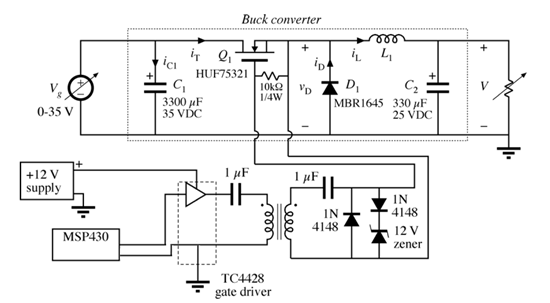 Buck converter
iC1
iT
Q1
HUF75321
iD
iL
L1
+
+
+
+
Vg
+
−
C1
10kΩ
1/4W
vD
D1
MBR1645
C2
V
0-35 V
3300 μF
35 VDC
330 μF
25 VDC
−
−
+12 V
supply
+
1 μF
1 μF
MSP430
1N
4148
1N
4148
12 V
zener
TC4428
gate driver